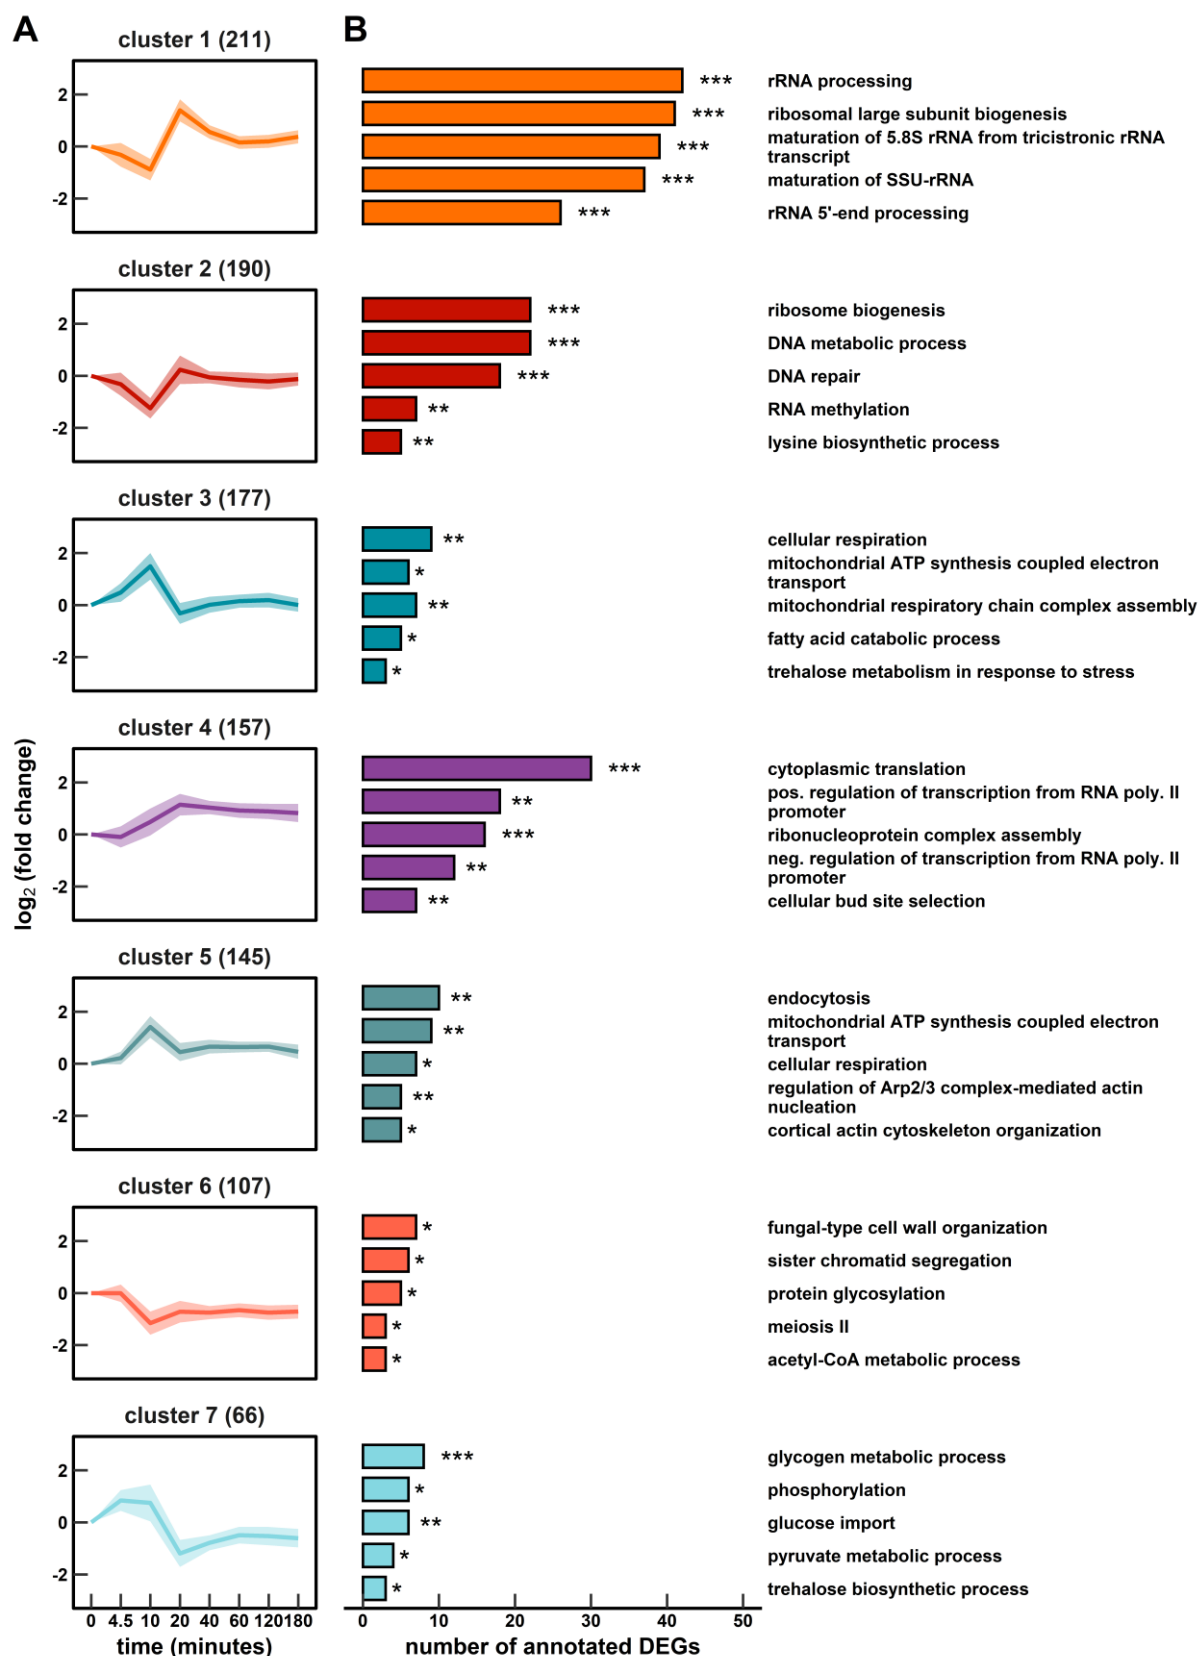 A
B
cluster 1 (211)
2
0
-2
***
rRNA processing
***
ribosomal large subunit biogenesis
***
maturation of 5.8S rRNA from tricistronic rRNA
transcript
***
maturation of SSU-rRNA
***
rRNA 5'-end processing
cluster 2 (190)
2
0
-2
***
ribosome biogenesis
***
DNA metabolic process
***
DNA repair
**
RNA methylation
**
lysine biosynthetic process
cluster 3 (177)
2
0
-2
**
cellular respiration
*
mitochondrial ATP synthesis coupled electron
transport
**
mitochondrial respiratory chain complex assembly
*
fatty acid catabolic process
*
trehalose metabolism in response to stress
log₂ (fold change)
cluster 4 (157)
2
0
-2
***
cytoplasmic translation
**
pos. regulation of transcription from RNA poly. II
promoter
***
ribonucleoprotein complex assembly
**
neg. regulation of transcription from RNA poly. II
promoter
**
cellular bud site selection
cluster 5 (145)
2
0
-2
**
endocytosis
**
mitochondrial ATP synthesis coupled electron
transport
*
cellular respiration
**
regulation of Arp2/3 complex-mediated actin
nucleation
*
cortical actin cytoskeleton organization
cluster 6 (107)
2
0
-2
*
fungal-type cell wall organization
*
sister chromatid segregation
*
protein glycosylation
*
meiosis II
*
acetyl-CoA metabolic process
cluster 7 (66)
2
0
-2
***
glycogen metabolic process
*
phosphorylation
**
glucose import
*
pyruvate metabolic process
*
trehalose biosynthetic process
0 4.5 10 20 40 60 120 180
time (minutes)
0 10 20 30 40 50
number of annotated DEGs